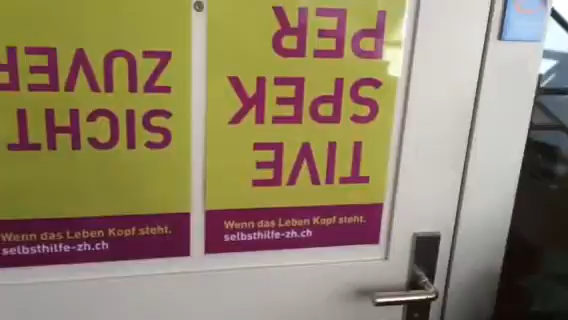 ZUVER
SICHT
Wenn das Leben Kopf steht.
selbsthilfe-zh.ch
PER
SPEK
TIVE
Wenn das Leben Kopf steht.
selbsthilfe-zh.ch